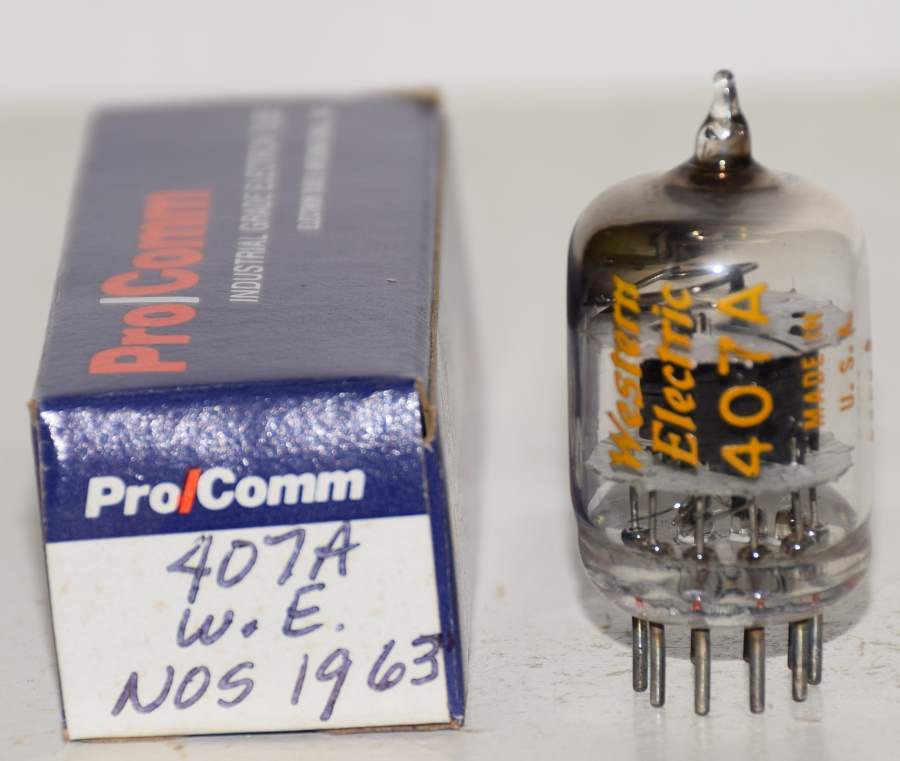 Pro/Comm
INDUSTRIAL GRADE ELECTRON TUBE
Pro/Comm
407A
W.E.
NOS 1963
Western
Electric
407A
MADE IN
U.S.A.